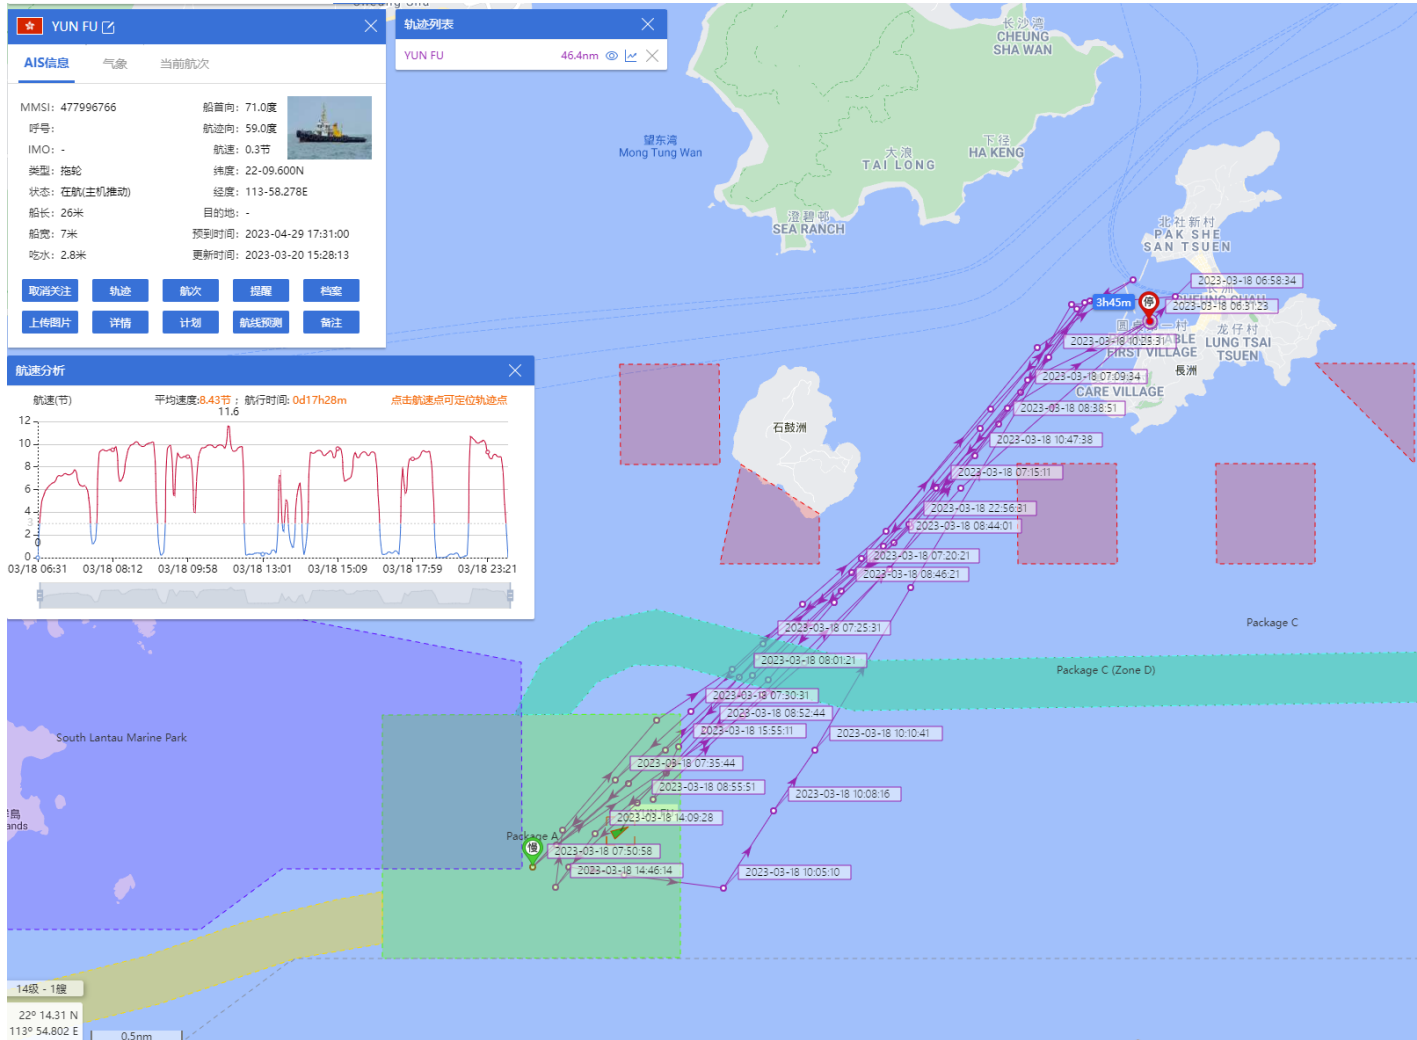 YUN FU
AIS信息
气象
当前航次
MMSI: 477996766
船首向: 71.0度
呼号:
航迹向: 59.0度
IMO: -
航速: 0.3节
类型: 拖轮
纬度: 22-09.600N
状态: 在航(主机推动)
经度: 113-58.278E
船长: 26米
目的地: -
船宽: 7米
预到时间: 2023-04-29 17:31:00
吃水: 2.8米
更新时间: 2023-03-20 15:28:13
取消关注
轨迹
航次
提醒
档案
上传图片
详情
计划
航线预测
备注
轨迹列表
YUN FU
46.4nm
长沙湾
CHEUNG
SHA WAN
望东湾
Mong Tung Wan
下径
HA KENG
大浪
TAI LONG
澄碧邨
SEA RANCH
北社新村
PAK SHE
SAN TSUEN
2023-03-18 06:58:34
3h45m
停
CHEUNG CHAU
2023-03-18 06:31:23
2023-03-18 10:25:31
FIRST VILLAGE
龙仔村
LUNG TSAI
TSUEN
長洲
2023-03-18 07:09:34
CARE VILLAGE
2023-03-18 08:38:51
2023-03-18 10:47:38
2023-03-18 07:15:11
2023-03-18 22:56:31
2023-03-18 08:44:01
2023-03-18 07:20:21
2023-03-18 08:46:21
石鼓洲
航速分析
航速(节)
平均速度:8.43节 ; 航行时间: 0d17h28m
点击航速点可定位轨迹点
11.6
12
10
8
6
4
3
2
0
0
03/18 06:31
03/18 08:12
03/18 09:58
03/18 13:01
03/18 15:09
03/18 17:59
03/18 23:21
2023-03-18 07:25:31
Package C
2023-03-18 08:01:21
Package C (Zone D)
2023-03-18 07:30:31
2023-03-18 08:52:44
2023-03-18 15:55:11
2023-03-18 10:10:41
South Lantau Marine Park
2023-03-18 07:35:44
2023-03-18 08:55:51
2023-03-18 10:08:16
YUN FU
2023-03-18 14:09:28
ands
Package A
慢
2023-03-18 07:50:58
2023-03-18 14:46:14
2023-03-18 10:05:10
14级 - 1艘
22º 14.31 N
113º 54.802 E
0.5nm